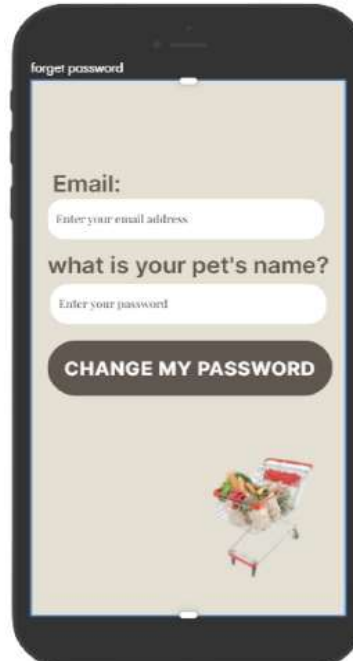 forget password
Email:
Enter your email address
what is your pet's name?
Enter your password
CHANGE MY PASSWORD